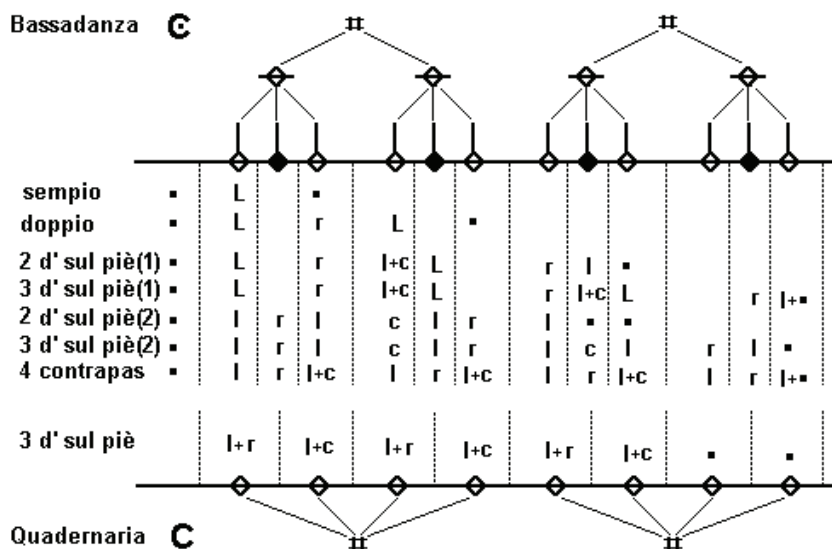 Bassadanza
sempio ▪ L ▪
doppio ▪ L r L ▪
2 d' sul piè(1) ▪ L r l+c L r l ▪
3 d' sul piè(1) ▪ L r l+c L r l+c L r l+▪
2 d' sul piè(2) ▪ l r l c l r l ▪ ▪
3 d' sul piè(2) ▪ l r l c l r l c l r l ▪
4 contrapas ▪ l r l+c l r l+c l r l+c l r l+▪
3 d' sul piè l+r l+c l+r l+c l+r l+c ▪ ▪
Quadernaria C